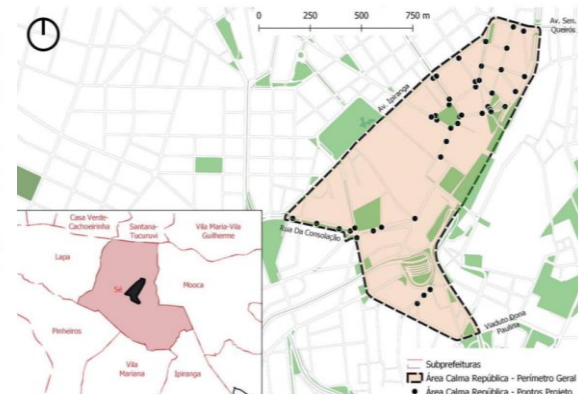 0 250 500 750 m
Av. Sen.
Queirós
Av. Ipiranga
Rua Da Consolação
Casa Verde-
Cachoeirinha
Santana-
Tucuruvi
Vila Maria-Vila
Guilherme
Lapa
Sé
Mooca
Pinheiros
Vila
Mariana
Ipiranga
Viaduto Dona
Paulina
Subprefeituras
Área Calma República - Perímetro Geral
Área Calma República - Pontos Projeto